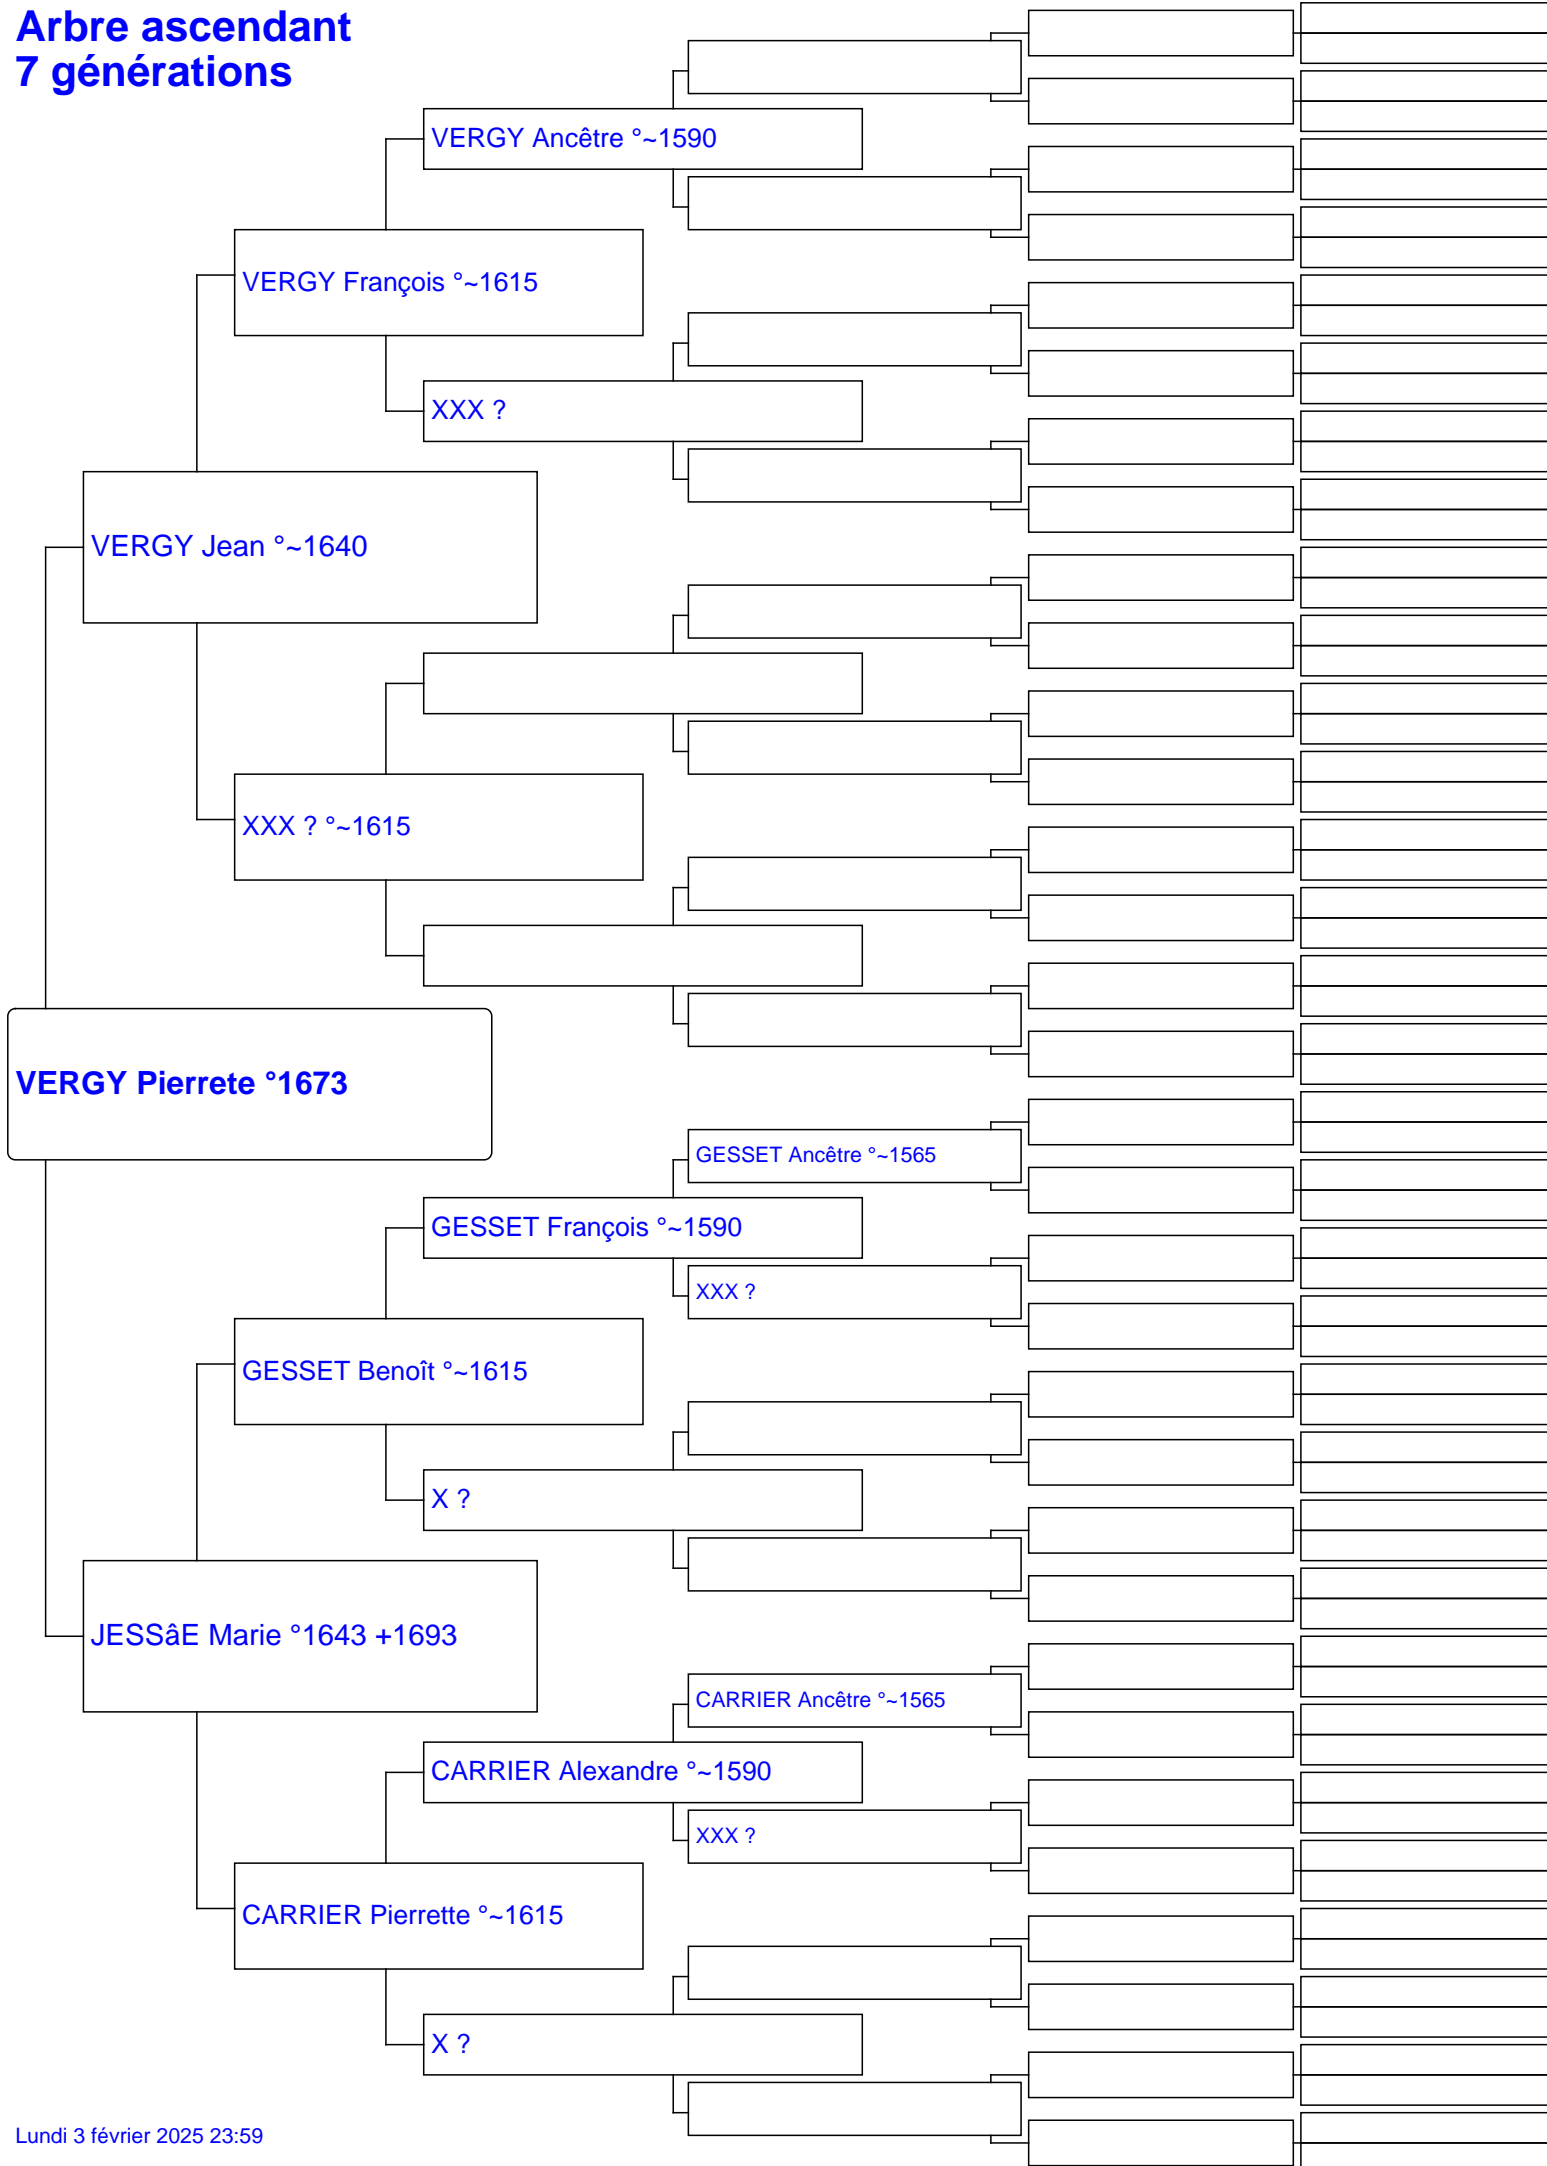 Arbre ascendant
7 générations
VERGY Ancêtre °~1590
VERGY François °~1615
XXX ?
VERGY Jean °~1640
XXX ? °~1615
VERGY Pierrete °1673
GESSET Ancêtre °~1565
GESSET François °~1590
XXX ?
GESSET Benoît °~1615
X ?
JESSâE Marie °1643 +1693
CARRIER Ancêtre °~1565
CARRIER Alexandre °~1590
XXX ?
CARRIER Pierrette °~1615
X ?
Lundi 3 février 2025 23:59